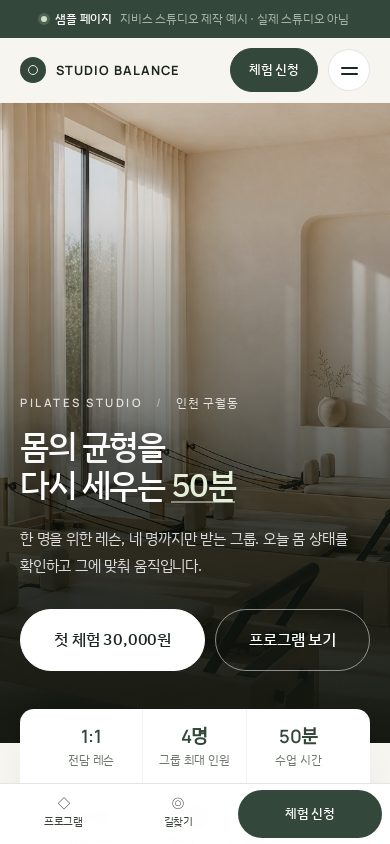 샘플 페이지 지비스 스튜디오 제작 예시 · 실제 스튜디오 아님
STUDIO BALANCE
체험 신청
PILATES STUDIO / 인천 구월동
몸의 균형을
다시 세우는 50분
한 명을 위한 레슨, 네 명까지만 받는 그룹. 오늘 몸 상태를
확인하고 그에 맞춰 움직입니다.
첫 체험 30,000원
프로그램 보기
1:1
전담 레슨
4명
그룹 최대 인원
50분
수업 시간
프로그램
길찾기
체험 신청